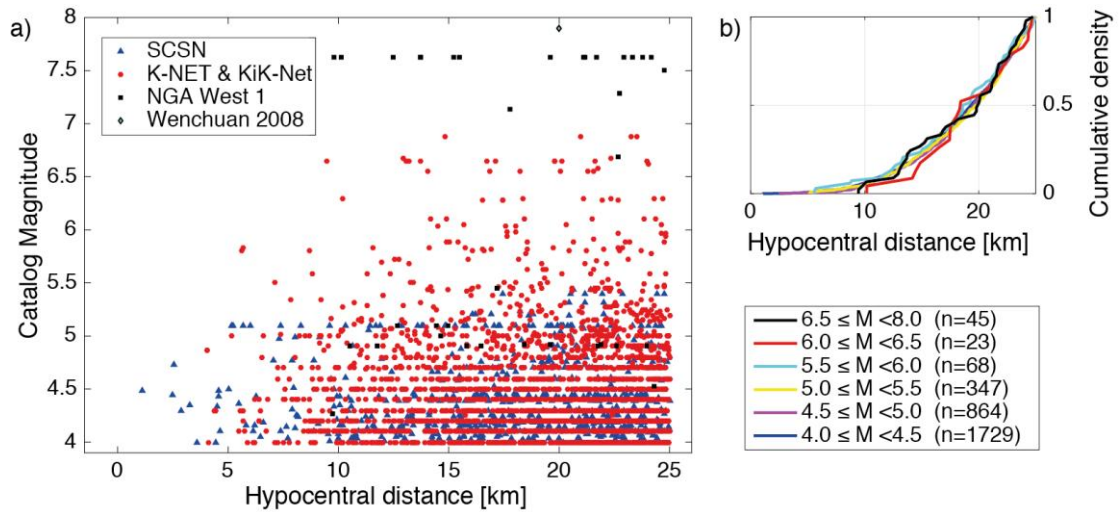 a)
8
7.5
7
6.5
6
5.5
5
4.5
4
Catalog Magnitude
SCSN
K-NET & KiK-Net
NGA West 1
Wenchuan 2008
0 5 10 15 20 25
Hypocentral distance [km]
b)
1
0.5
0
Cumulative density
0 10 20
Hypocentral distance [km]
6.5 ≤ M <8.0 (n=45)
6.0 ≤ M <6.5 (n=23)
5.5 ≤ M <6.0 (n=68)
5.0 ≤ M <5.5 (n=347)
4.5 ≤ M <5.0 (n=864)
4.0 ≤ M <4.5 (n=1729)